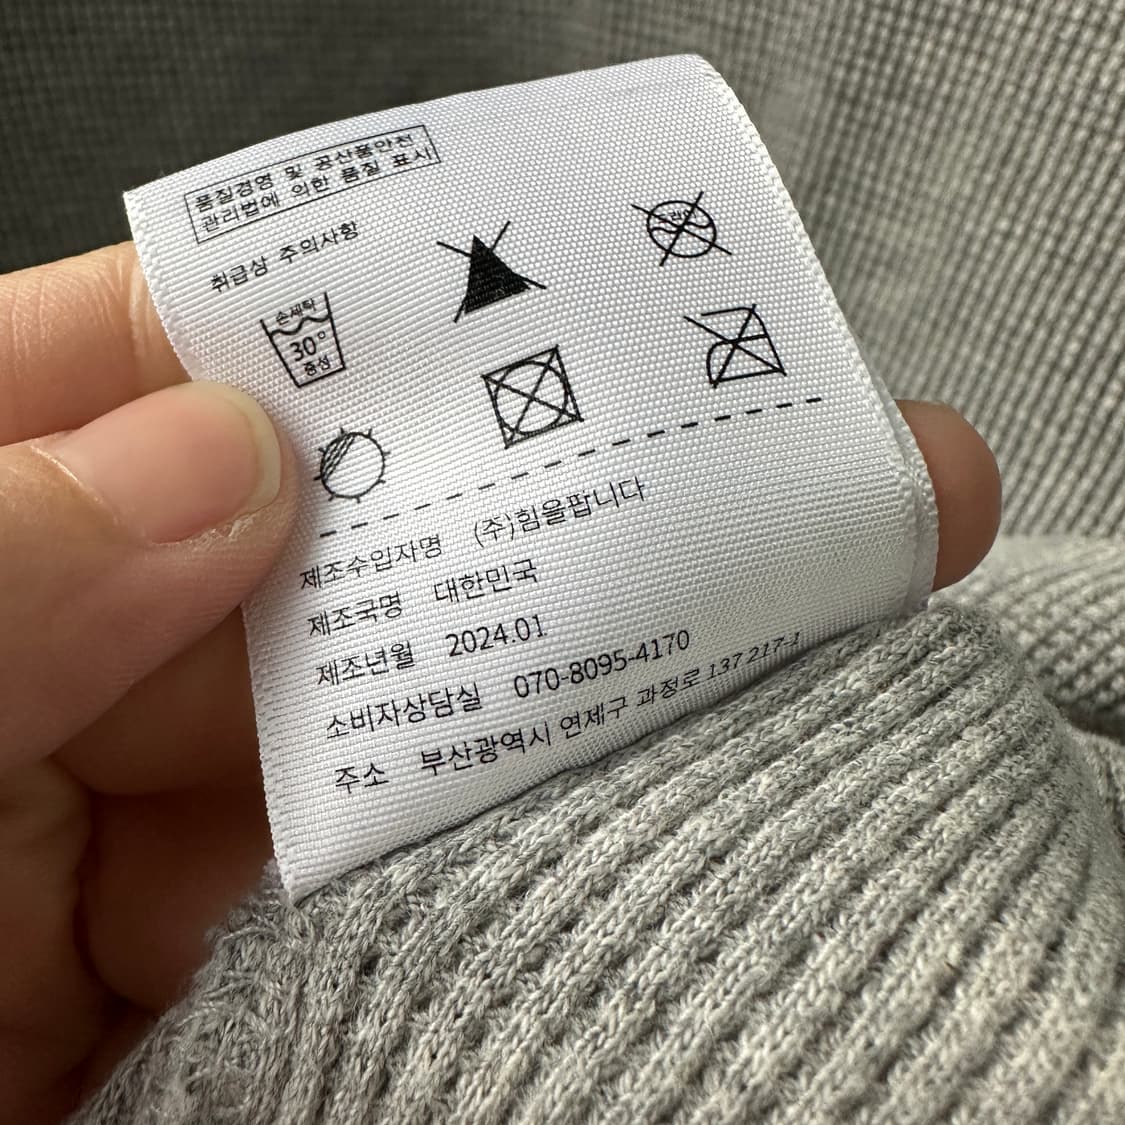 품질경영 및 공산품안전
관리법에 의한 품질 표시
취급상 주의사항
손세탁
30°
중성
제조수입자명 (주)힘을팝니다
제조국명 대한민국
제조년월 2024.01
소비자상담실 070-8095-4170
주소 부산광역시 연제구 과정로 137 217-1